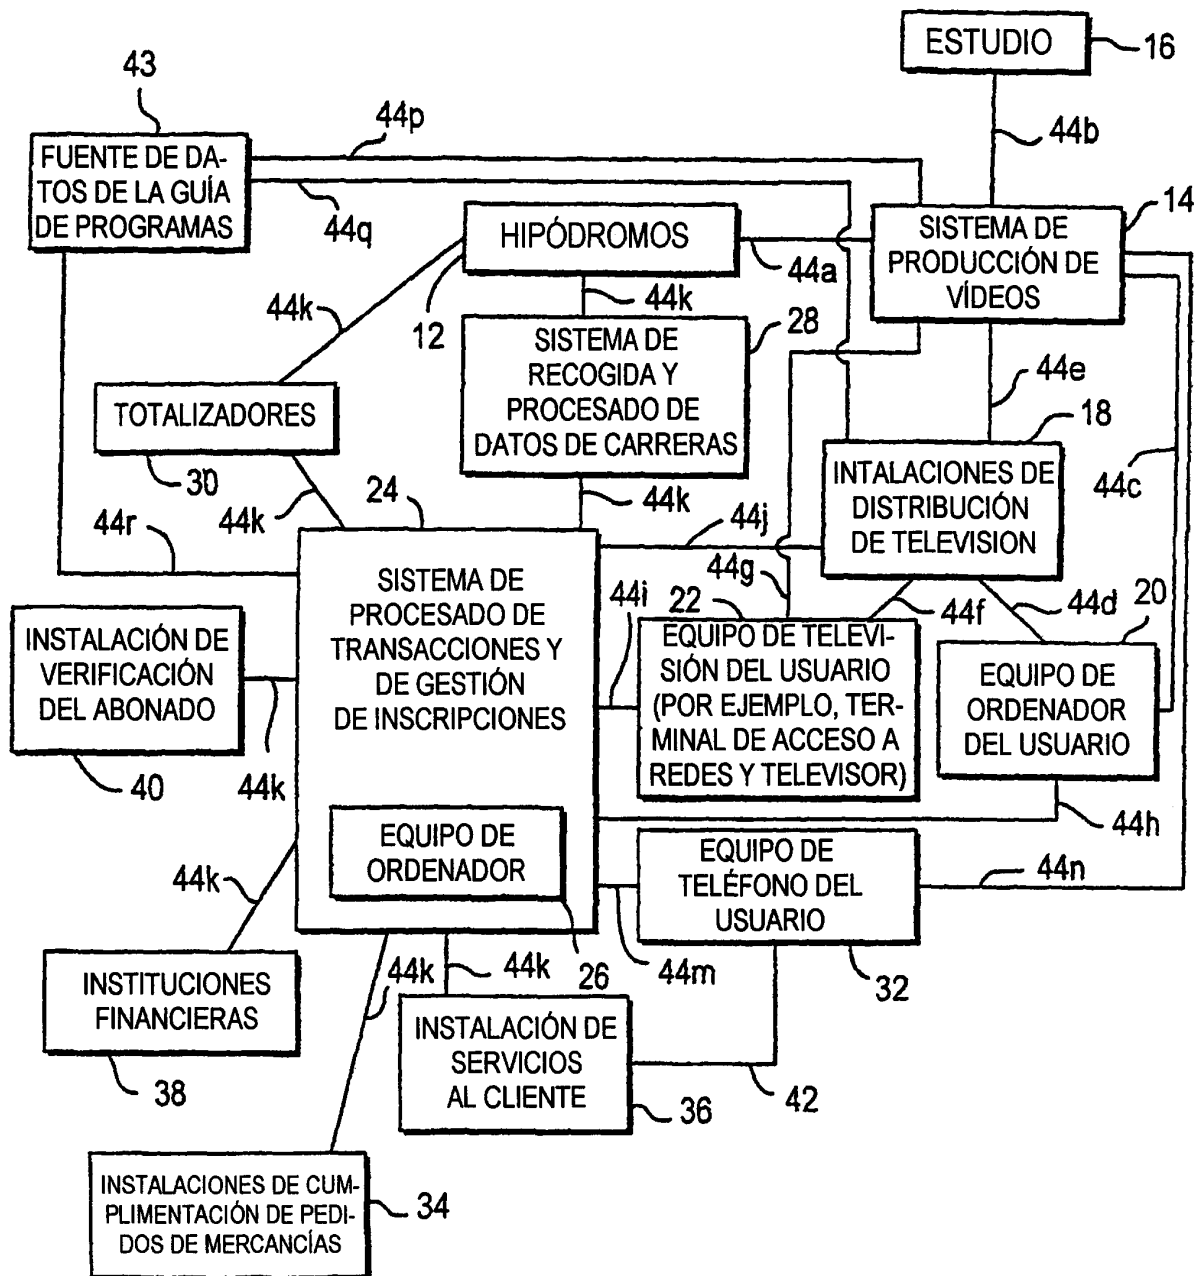 ESTUDIO
16
43
44p
44b
FUENTE DE DA-
TOS DE LA GUÍA
DE PROGRAMAS
44q
HIPÓDROMOS
44a
SISTEMA DE
PRODUCCIÓN DE
VÍDEOS
14
44k
12
44k
28
SISTEMA DE
RECOGIDA Y
PROCESADO DE
DATOS DE CARRERAS
44e
18
44c
TOTALIZADORES
30
44k
24
44k
44j
INTALACIONES DE
DISTRIBUCIÓN
DE TELEVISION
44r
44g
44i
22
44f
44d
20
SISTEMA DE
PROCESADO DE
TRANSACCIONES Y
DE GESTIÓN
DE INSCRIPCIONES
INSTALACIÓN DE
VERIFICACIÓN
DEL ABONADO
40
44k
EQUIPO DE TELEVI-
SIÓN DEL USUARIO
(POR EJEMPLO, TER-
MINAL DE ACCESO A
REDES Y TELEVISOR)
EQUIPO DE
ORDENADOR
DEL USUARIO
44h
EQUIPO DE
ORDENADOR
26
EQUIPO DE
TELÉFONO DEL
USUARIO
44n
32
44m
44k
INSTITUCIONES
FINANCIERAS
38
44k
44k
INSTALACIÓN DE
SERVICIOS
AL CLIENTE
36
42
INSTALACIONES DE CUM-
PLIMENTACIÓN DE PEDI-
DOS DE MERCANCÍAS
34